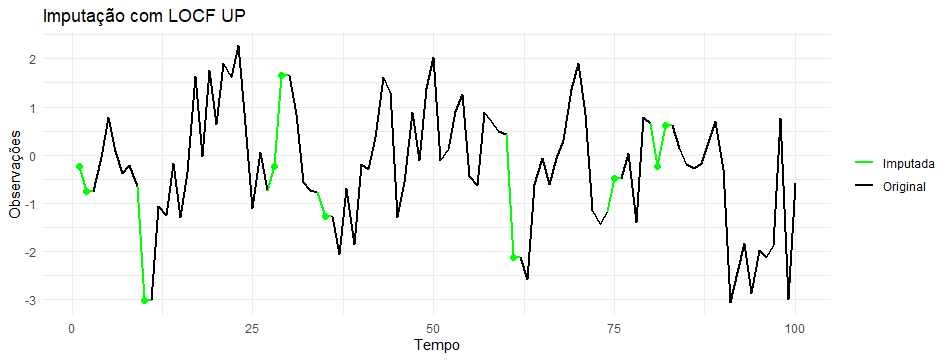 Imputação com LOCF UP
Observações
2
1
0
-1
-2
-3
0
25
50
75
100
Tempo
Imputada
Original